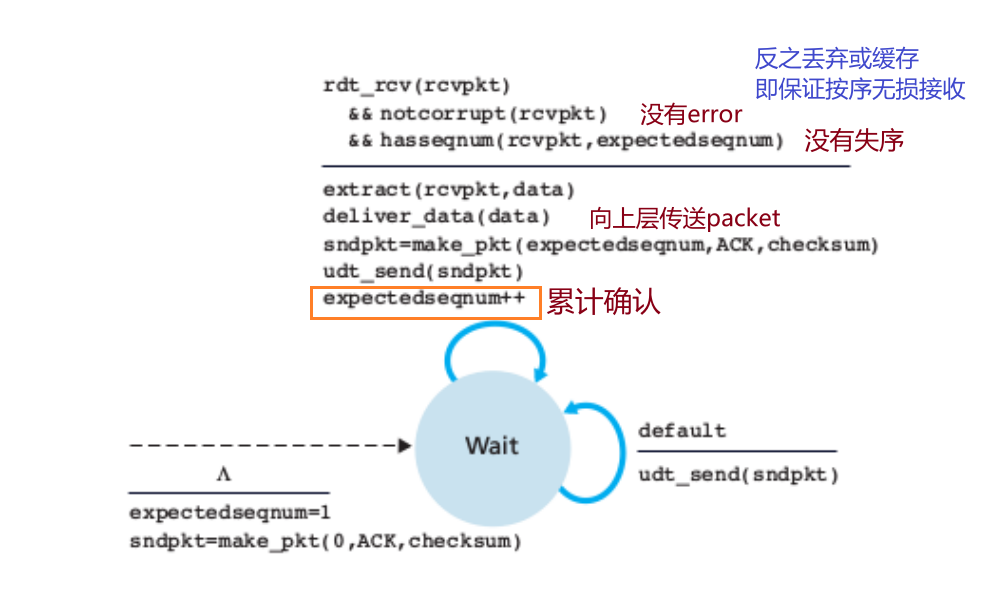 反之丢弃或缓存
即保证按序无损接收
rdt_rcv(rcvpkt)
&& notcorrupt(rcvpkt) 没有error
&& hasseqnum(rcvpkt,expectedseqnum) 没有失序
extract(rcvpkt,data)
deliver_data(data) 向上层传送packet
sndpkt=make_pkt(expectedseqnum,ACK,checksum)
udt_send(sndpkt)
expectedseqnum++ 累计确认
Wait
default
udt_send(sndpkt)
Λ
expectedseqnum=1
sndpkt=make_pkt(0,ACK,checksum)